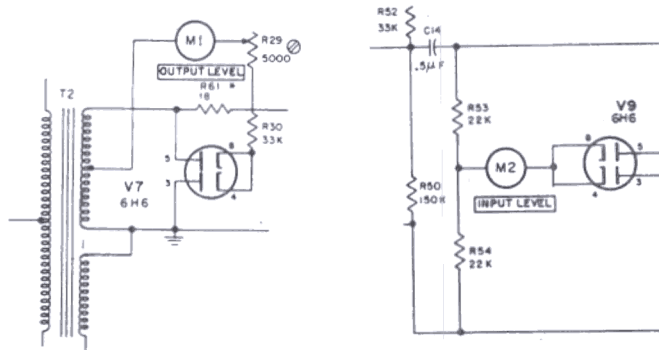 M1
R29
5000
OUTPUT LEVEL
T2
R61 *
18
R30
33K
8
5
3
4
V7
6H6
R52
33K
C14
.5μF
R53
22K
V9
6H6
8
5
M2
3
4
R50
150K
INPUT LEVEL
R54
22K